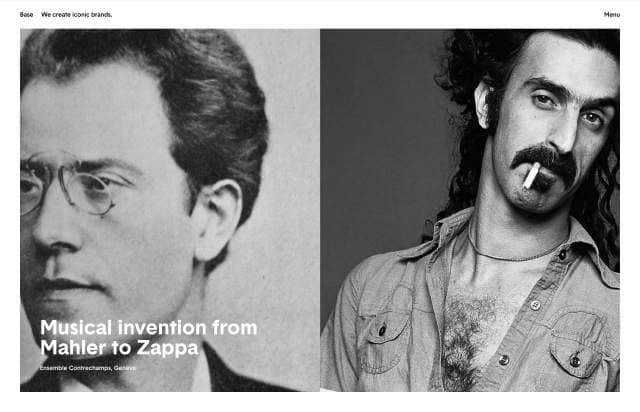 Base We create iconic brands. Menu
Musical invention from
Mahler to Zappa
Ensemble Contrechamps, Geneva